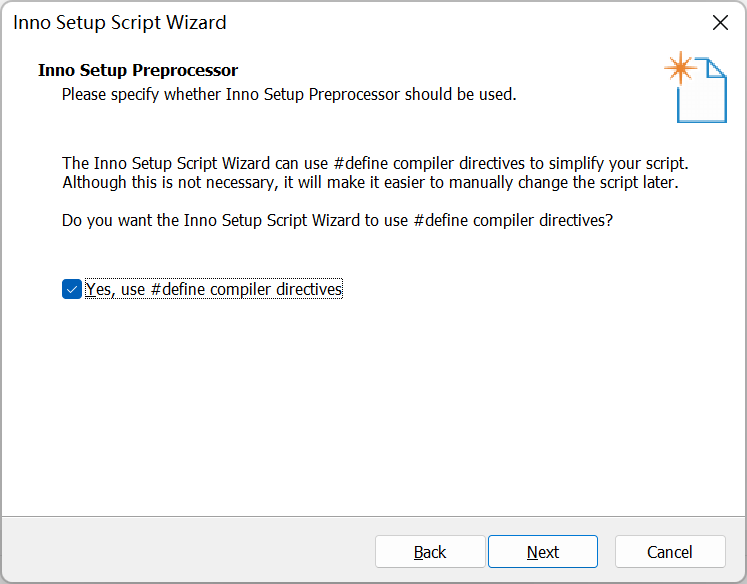 Inno Setup Script Wizard
Inno Setup Preprocessor
Please specify whether Inno Setup Preprocessor should be used.
The Inno Setup Script Wizard can use #define compiler directives to simplify your script.
Although this is not necessary, it will make it easier to manually change the script later.
Do you want the Inno Setup Script Wizard to use #define compiler directives?
Yes, use #define compiler directives
Back Next Cancel